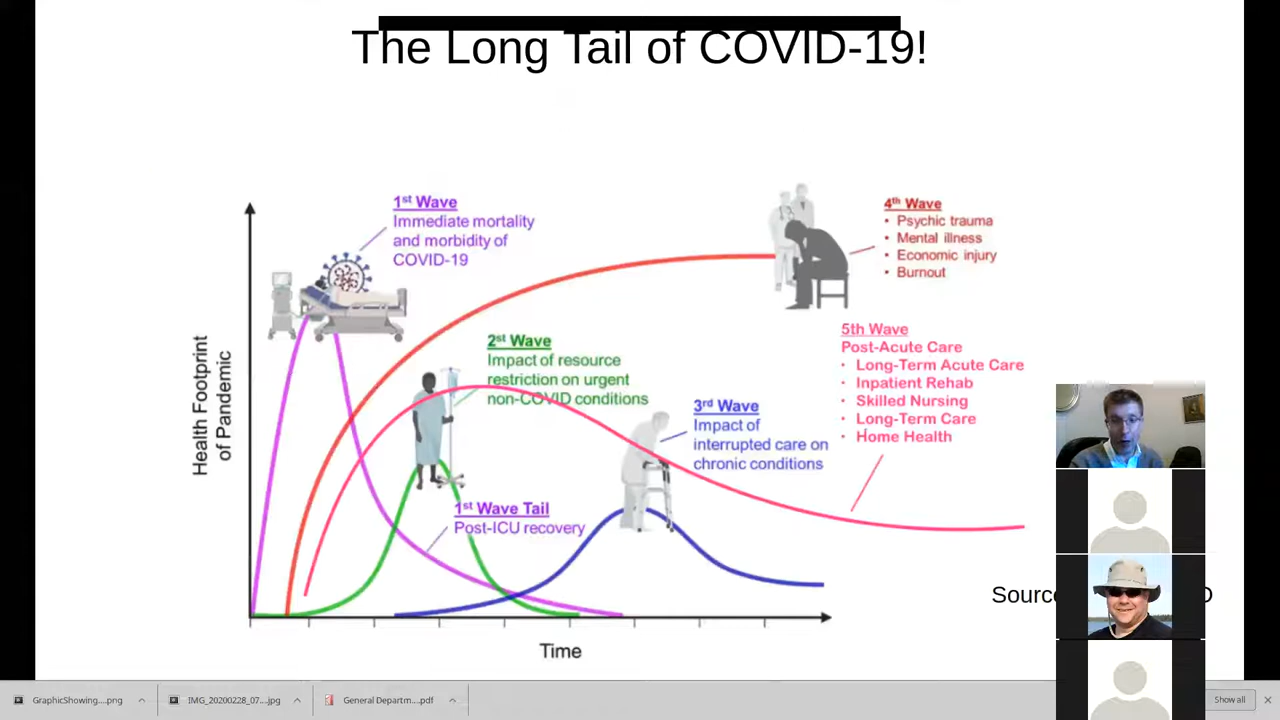 The Long Tail of COVID-19!
1st Wave
Immediate mortality
and morbidity of
COVID-19
4th Wave
• Psychic trauma
• Mental illness
• Economic injury
• Burnout
2st Wave
Impact of resource
restriction on urgent
non-COVID conditions
5th Wave
Post-Acute Care
• Long-Term Acute Care
• Inpatient Rehab
• Skilled Nursing
• Long-Term Care
• Home Health
3rd Wave
Impact of
interrupted care on
chronic conditions
Health Footprint
of Pandemic
1st Wave Tail
Post-ICU recovery
Time
GraphicShowing....png
IMG_20200228_07...jpg
General Departm...pdf
Show all